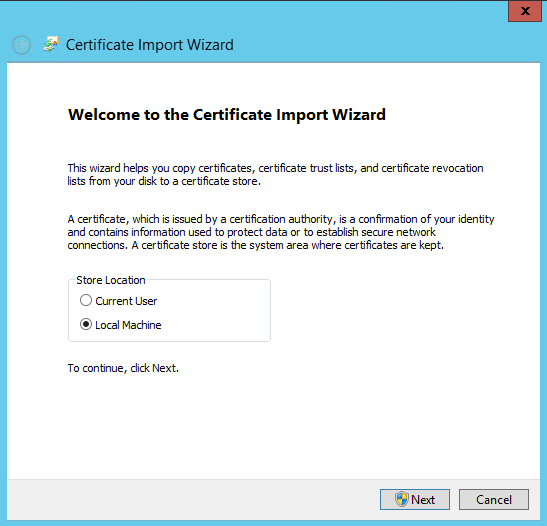 Certificate Import Wizard
Welcome to the Certificate Import Wizard
This wizard helps you copy certificates, certificate trust lists, and certificate revocation
lists from your disk to a certificate store.
A certificate, which is issued by a certification authority, is a confirmation of your identity
and contains information used to protect data or to establish secure network
connections. A certificate store is the system area where certificates are kept.
Store Location
Current User
Local Machine
To continue, click Next.
Next
Cancel